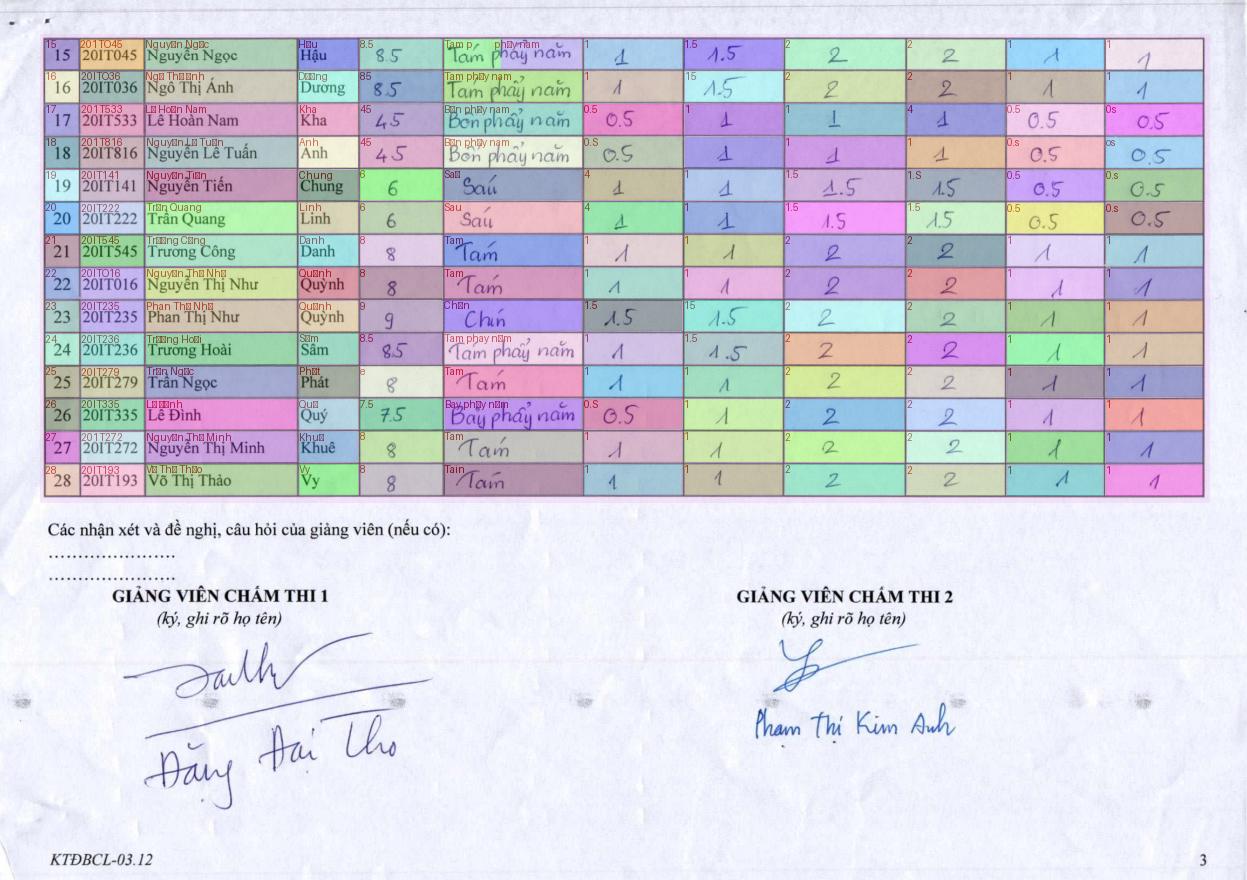 15 20IT045 Nguyễn Ngọc Hậu 8.5 Tám phẩy năm 1 1.5 2 2 1 1
16 20IT036 Ngô Thị Ánh Dương 8.5 Tám phẩy năm 1 1.5 2 2 1 1
17 20IT533 Lê Hoàn Nam Kha 4.5 Bốn phẩy năm 0.5 1 1 1 0.5 0.5
18 20IT816 Nguyễn Lê Tuấn Anh 4.5 Bốn phẩy năm 0.5 1 1 1 0.5 0.5
19 20IT141 Nguyễn Tiến Chung 6 Sáu 1 1 1.5 1.5 0.5 0.5
20 20IT222 Trần Quang Linh 6 Sáu 1 1 1.5 1.5 0.5 0.5
21 20IT545 Trương Công Danh 8 Tám 1 1 2 2 1 1
22 20IT016 Nguyễn Thị Như Quỳnh 8 Tám 1 1 2 2 1 1
23 20IT235 Phan Thị Như Quỳnh 9 Chín 1.5 1.5 2 2 1 1
24 20IT236 Trương Hoài Sâm 8.5 Tám phẩy năm 1 1.5 2 2 1 1
25 20IT279 Trần Ngọc Phát 8 Tám 1 1 2 2 1 1
26 20IT335 Lê Đình Quý 7.5 Bảy phẩy năm 0.5 1 2 2 1 1
27 20IT272 Nguyễn Thị Minh Khuê 8 Tám 1 1 2 2 1 1
28 20IT193 Võ Thị Thảo Vy 8 Tám 1 1 2 2 1 1
Các nhận xét và đề nghị, câu hỏi của giảng viên (nếu có):
......................
......................
GIẢNG VIÊN CHẤM THI 1 GIẢNG VIÊN CHẤM THI 2
(ký, ghi rõ họ tên) (ký, ghi rõ họ tên)
Đặng Đại Thọ Phạm Thị Kim Anh
KTĐBCL-03.12 3